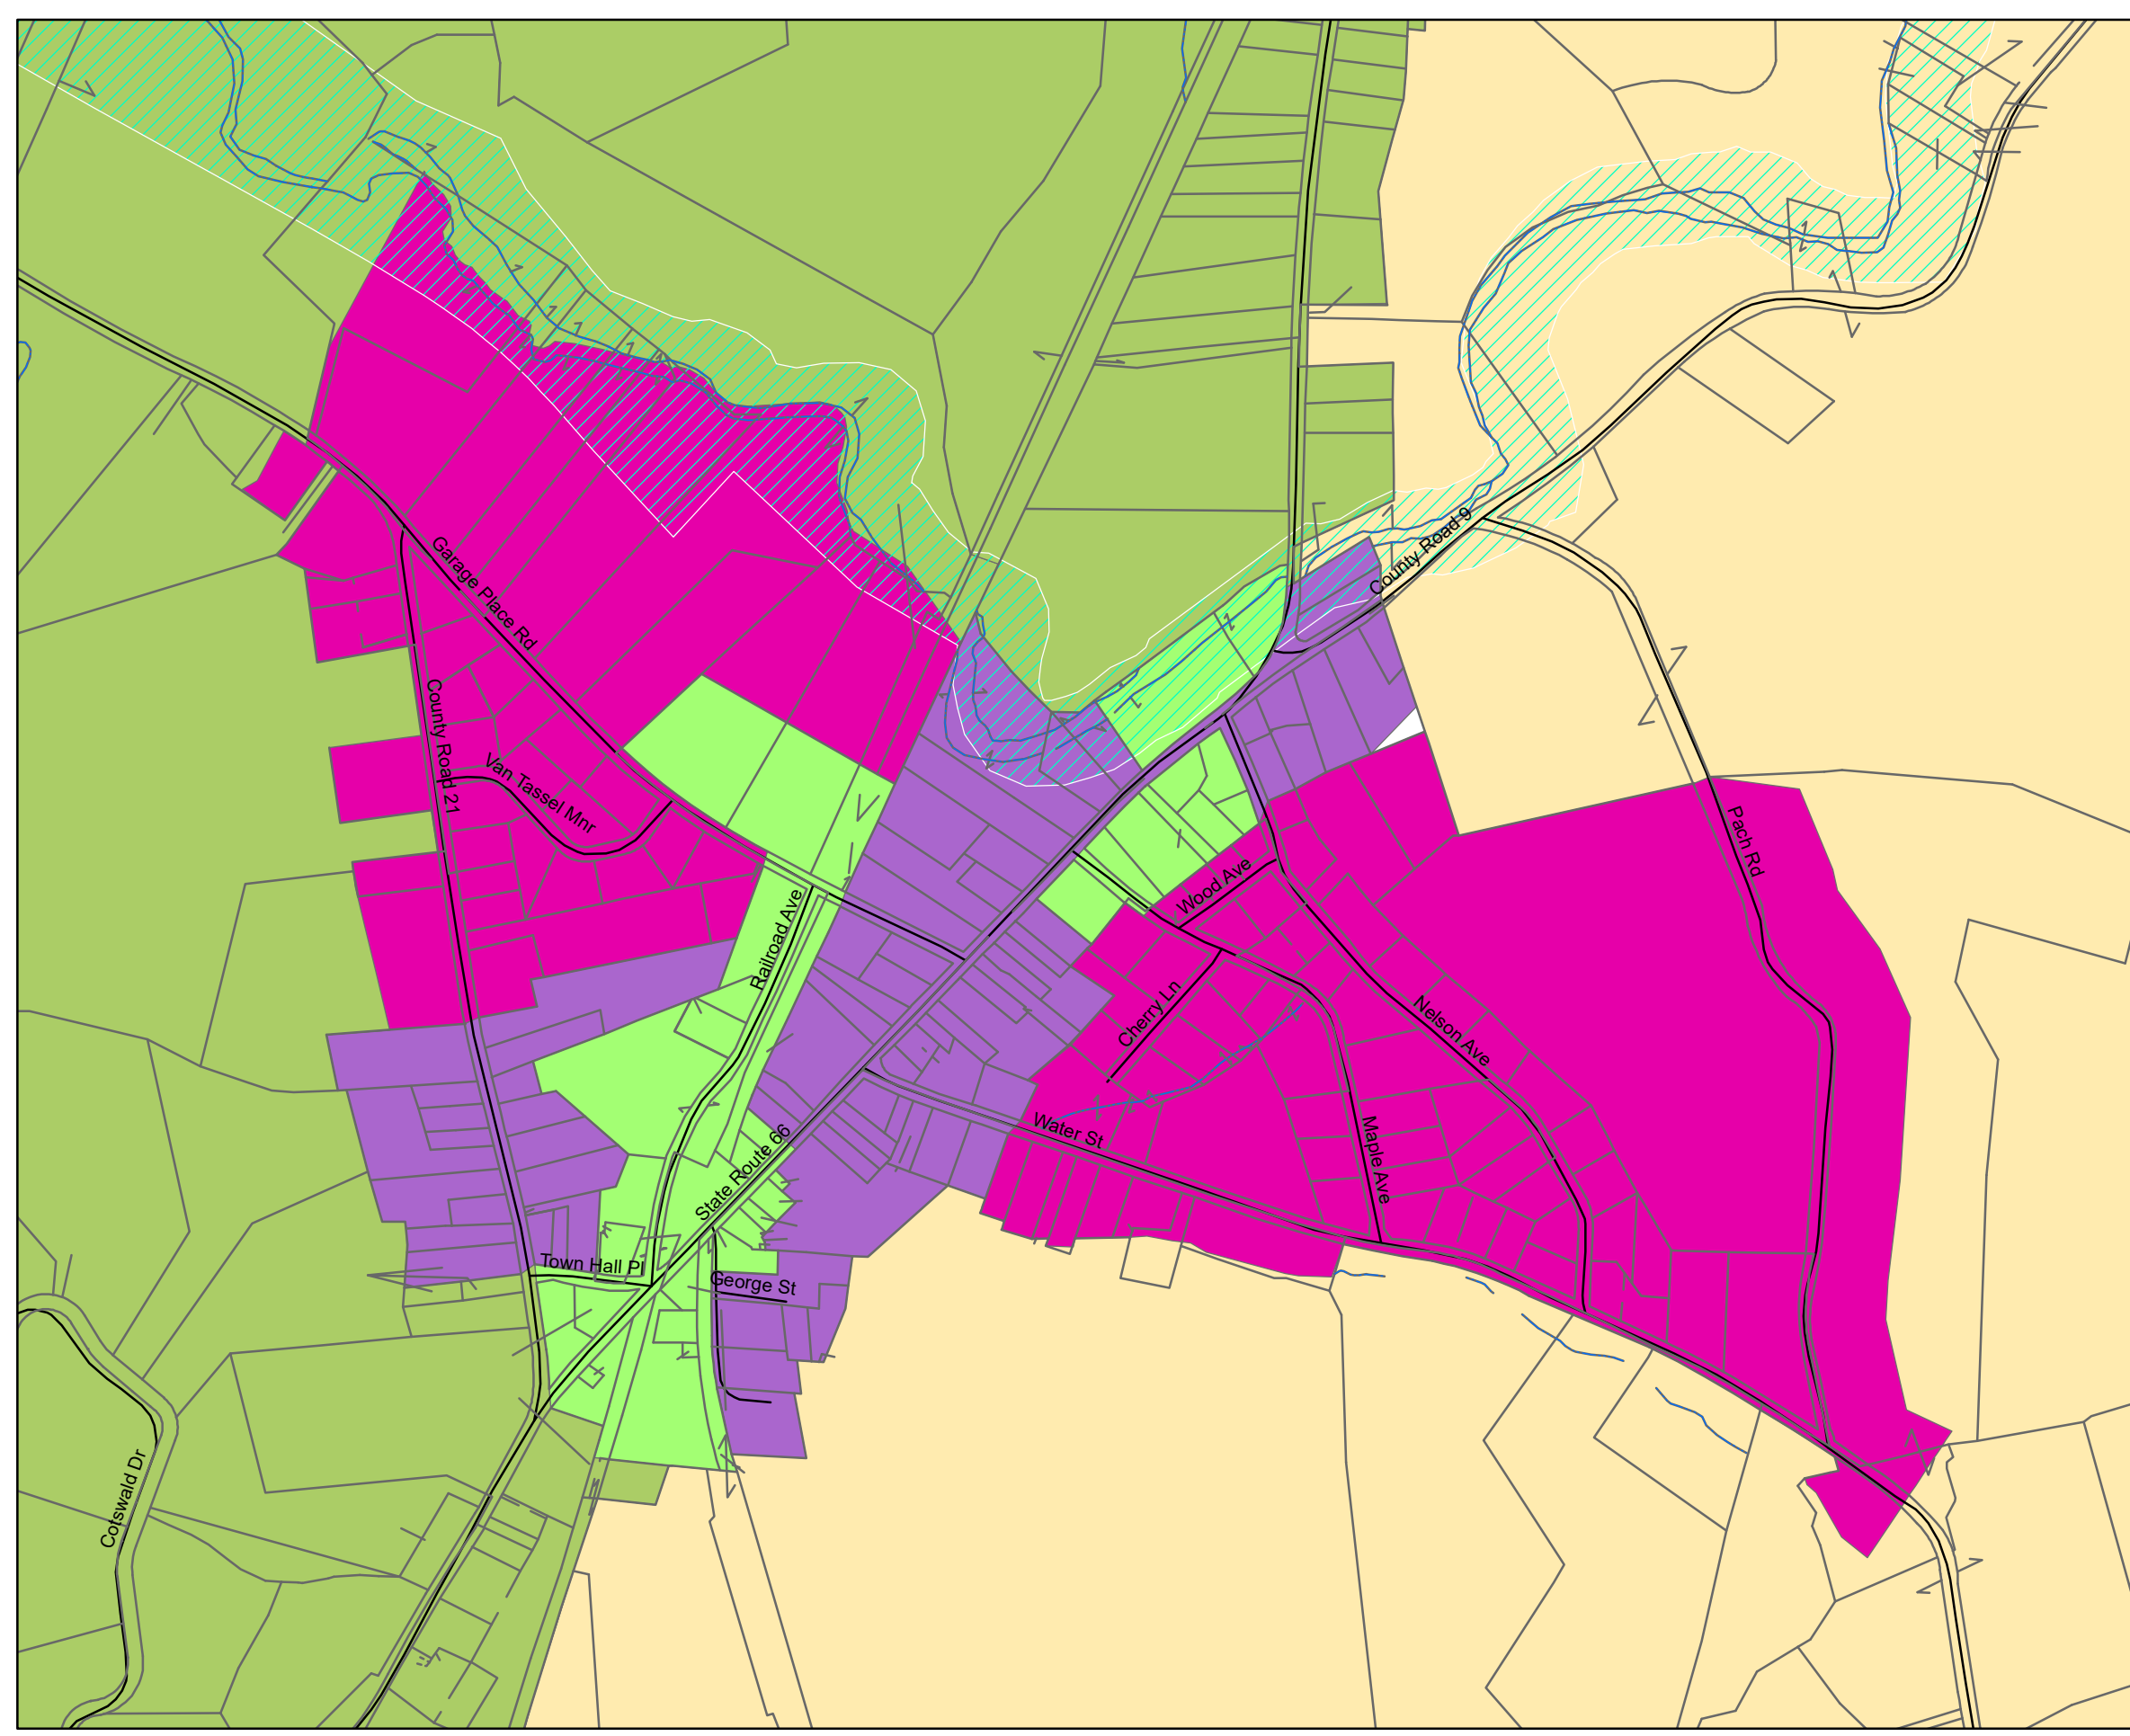 County Road 9
Garage Place Rd
County Road 21
Van Tassel Mnr
Pach Rd
Wood Ave
Railroad Ave
Cherry Ln
Nelson Ave
Water St
Maple Ave
State Route 66
Town Hall Pl
George St
Cotswald Dr